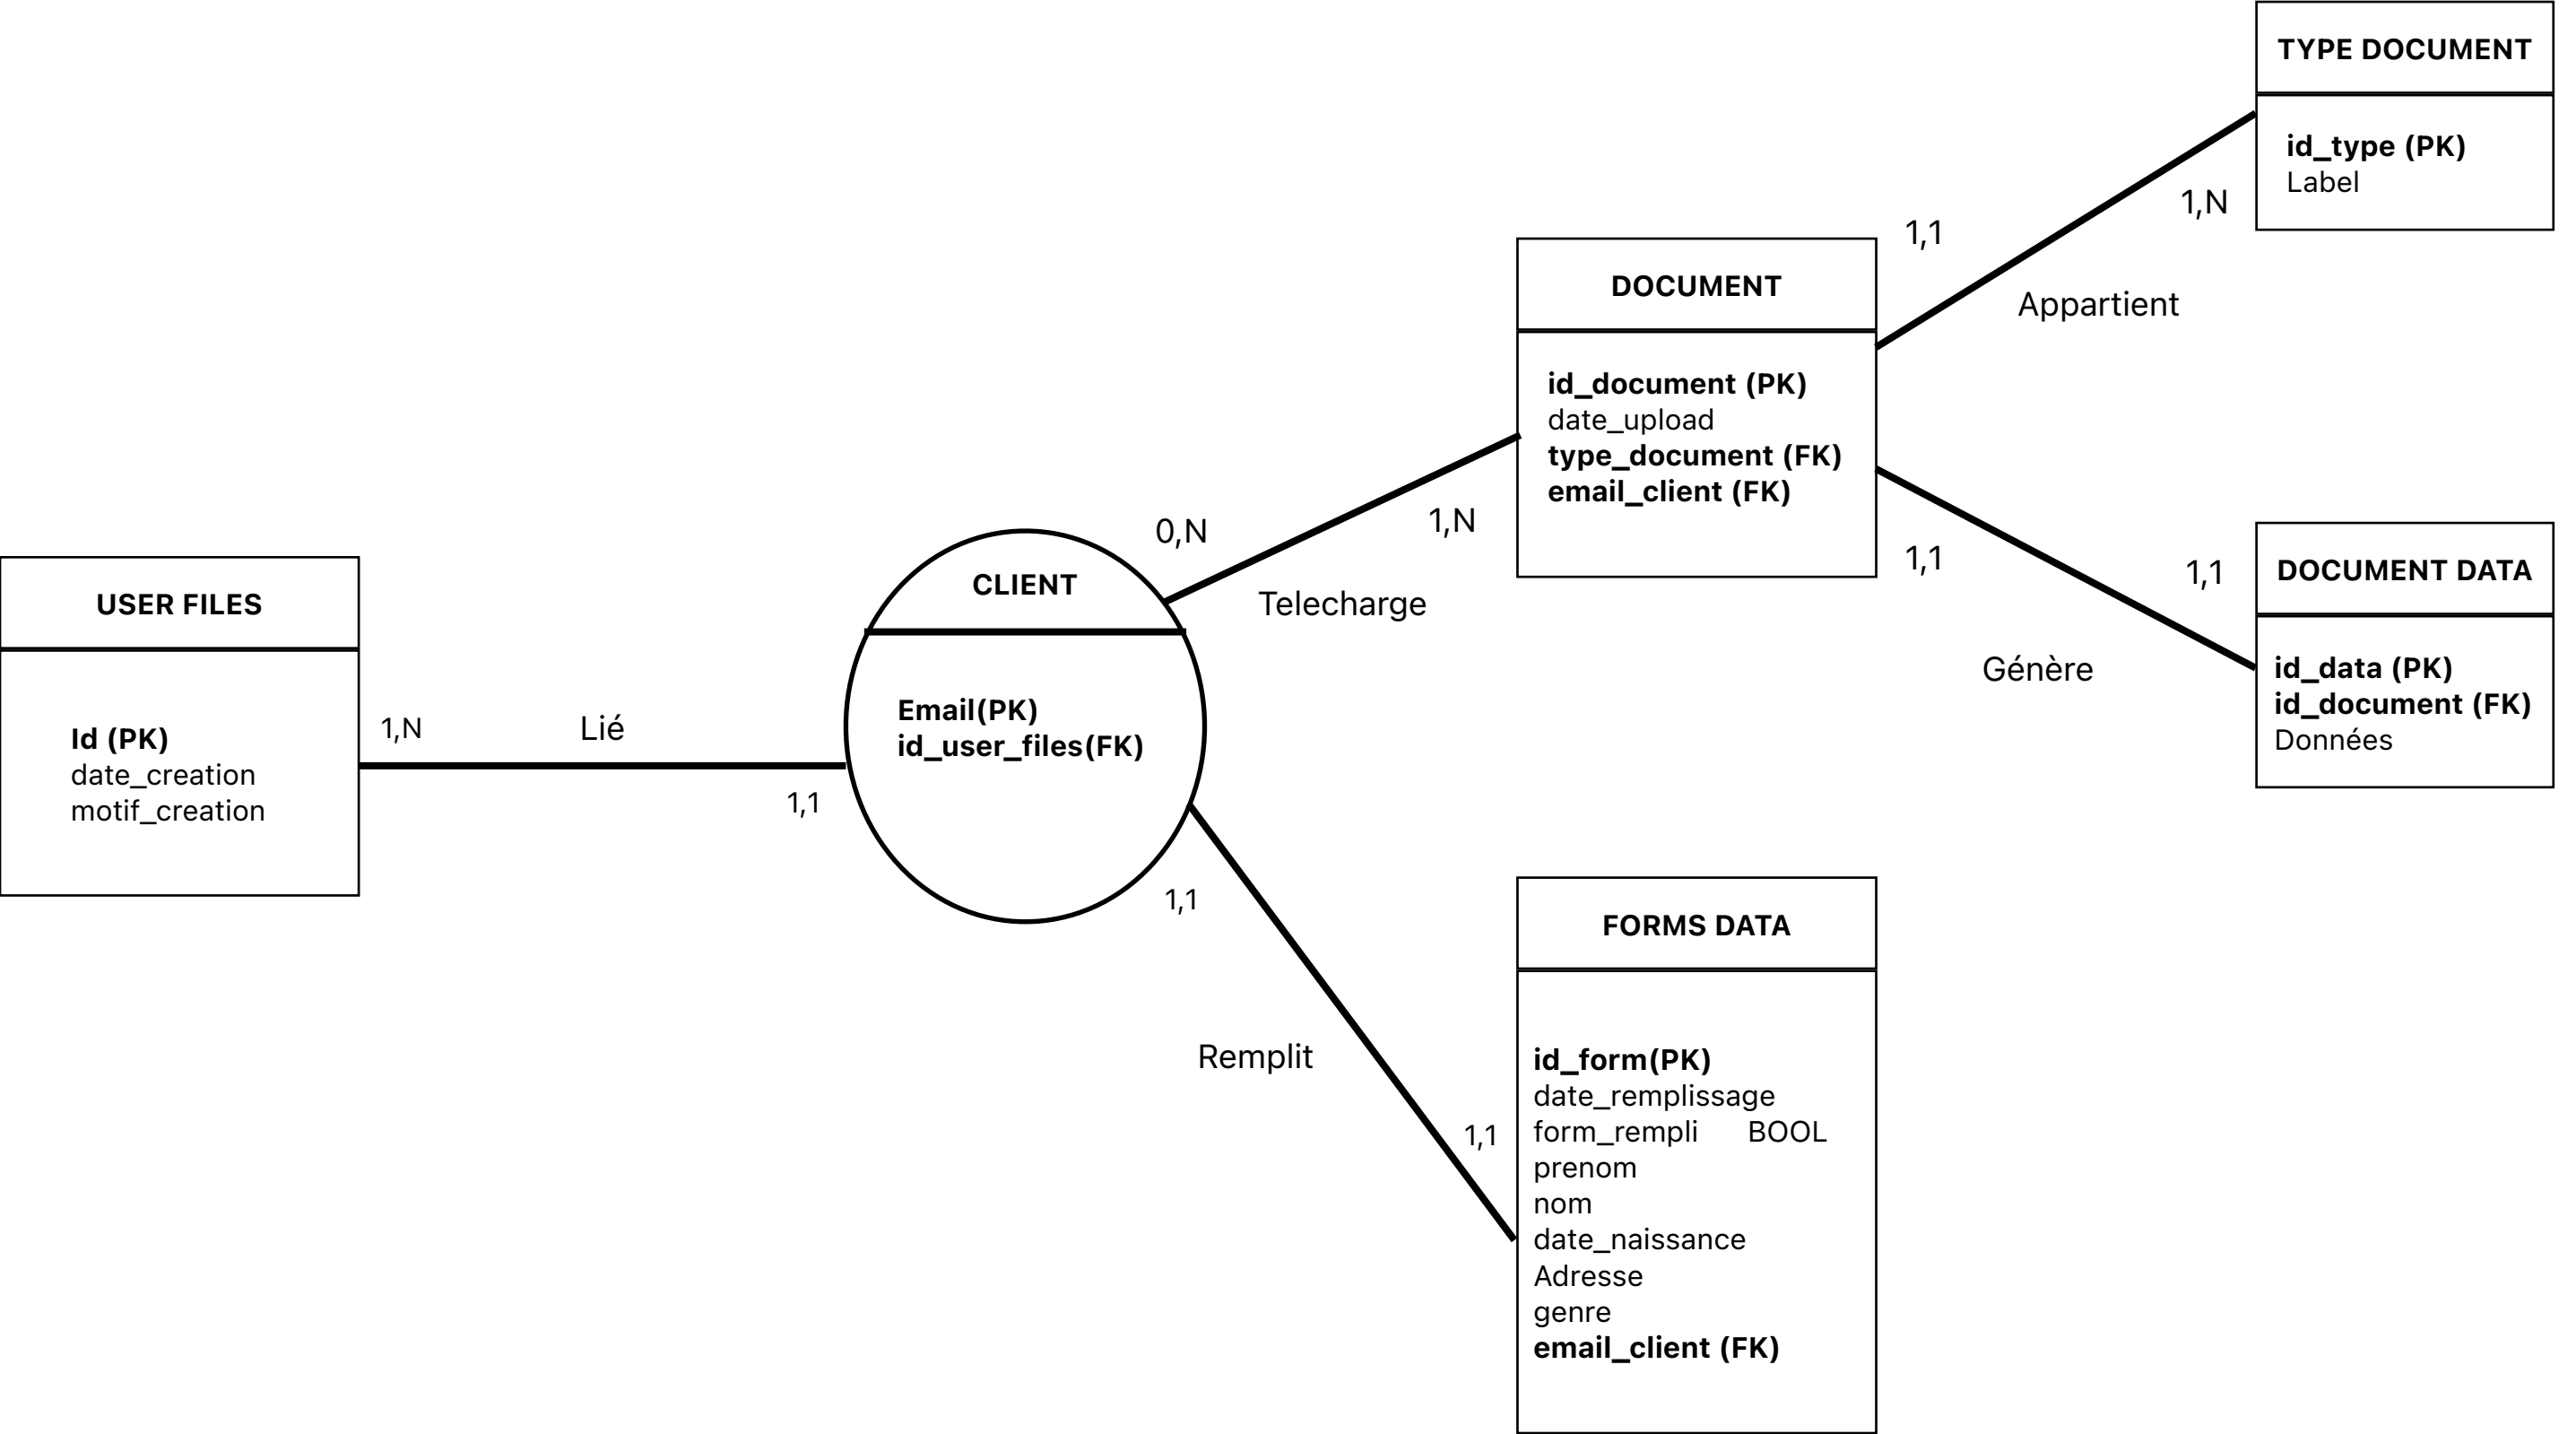 TYPE DOCUMENT
id_type (PK)
Label
1,N
1,1
Appartient
DOCUMENT
id_document (PK)
date_upload
type_document (FK)
email_client (FK)
0,N
1,N
Telecharge
1,1
1,1
Génère
DOCUMENT DATA
id_data (PK)
id_document (FK)
Données
USER FILES
Id (PK)
date_creation
motif_creation
1,N
Lié
1,1
CLIENT
Email(PK)
id_user_files(FK)
1,1
Remplit
1,1
FORMS DATA
id_form(PK)
date_remplissage
form_rempli BOOL
prenom
nom
date_naissance
Adresse
genre
email_client (FK)